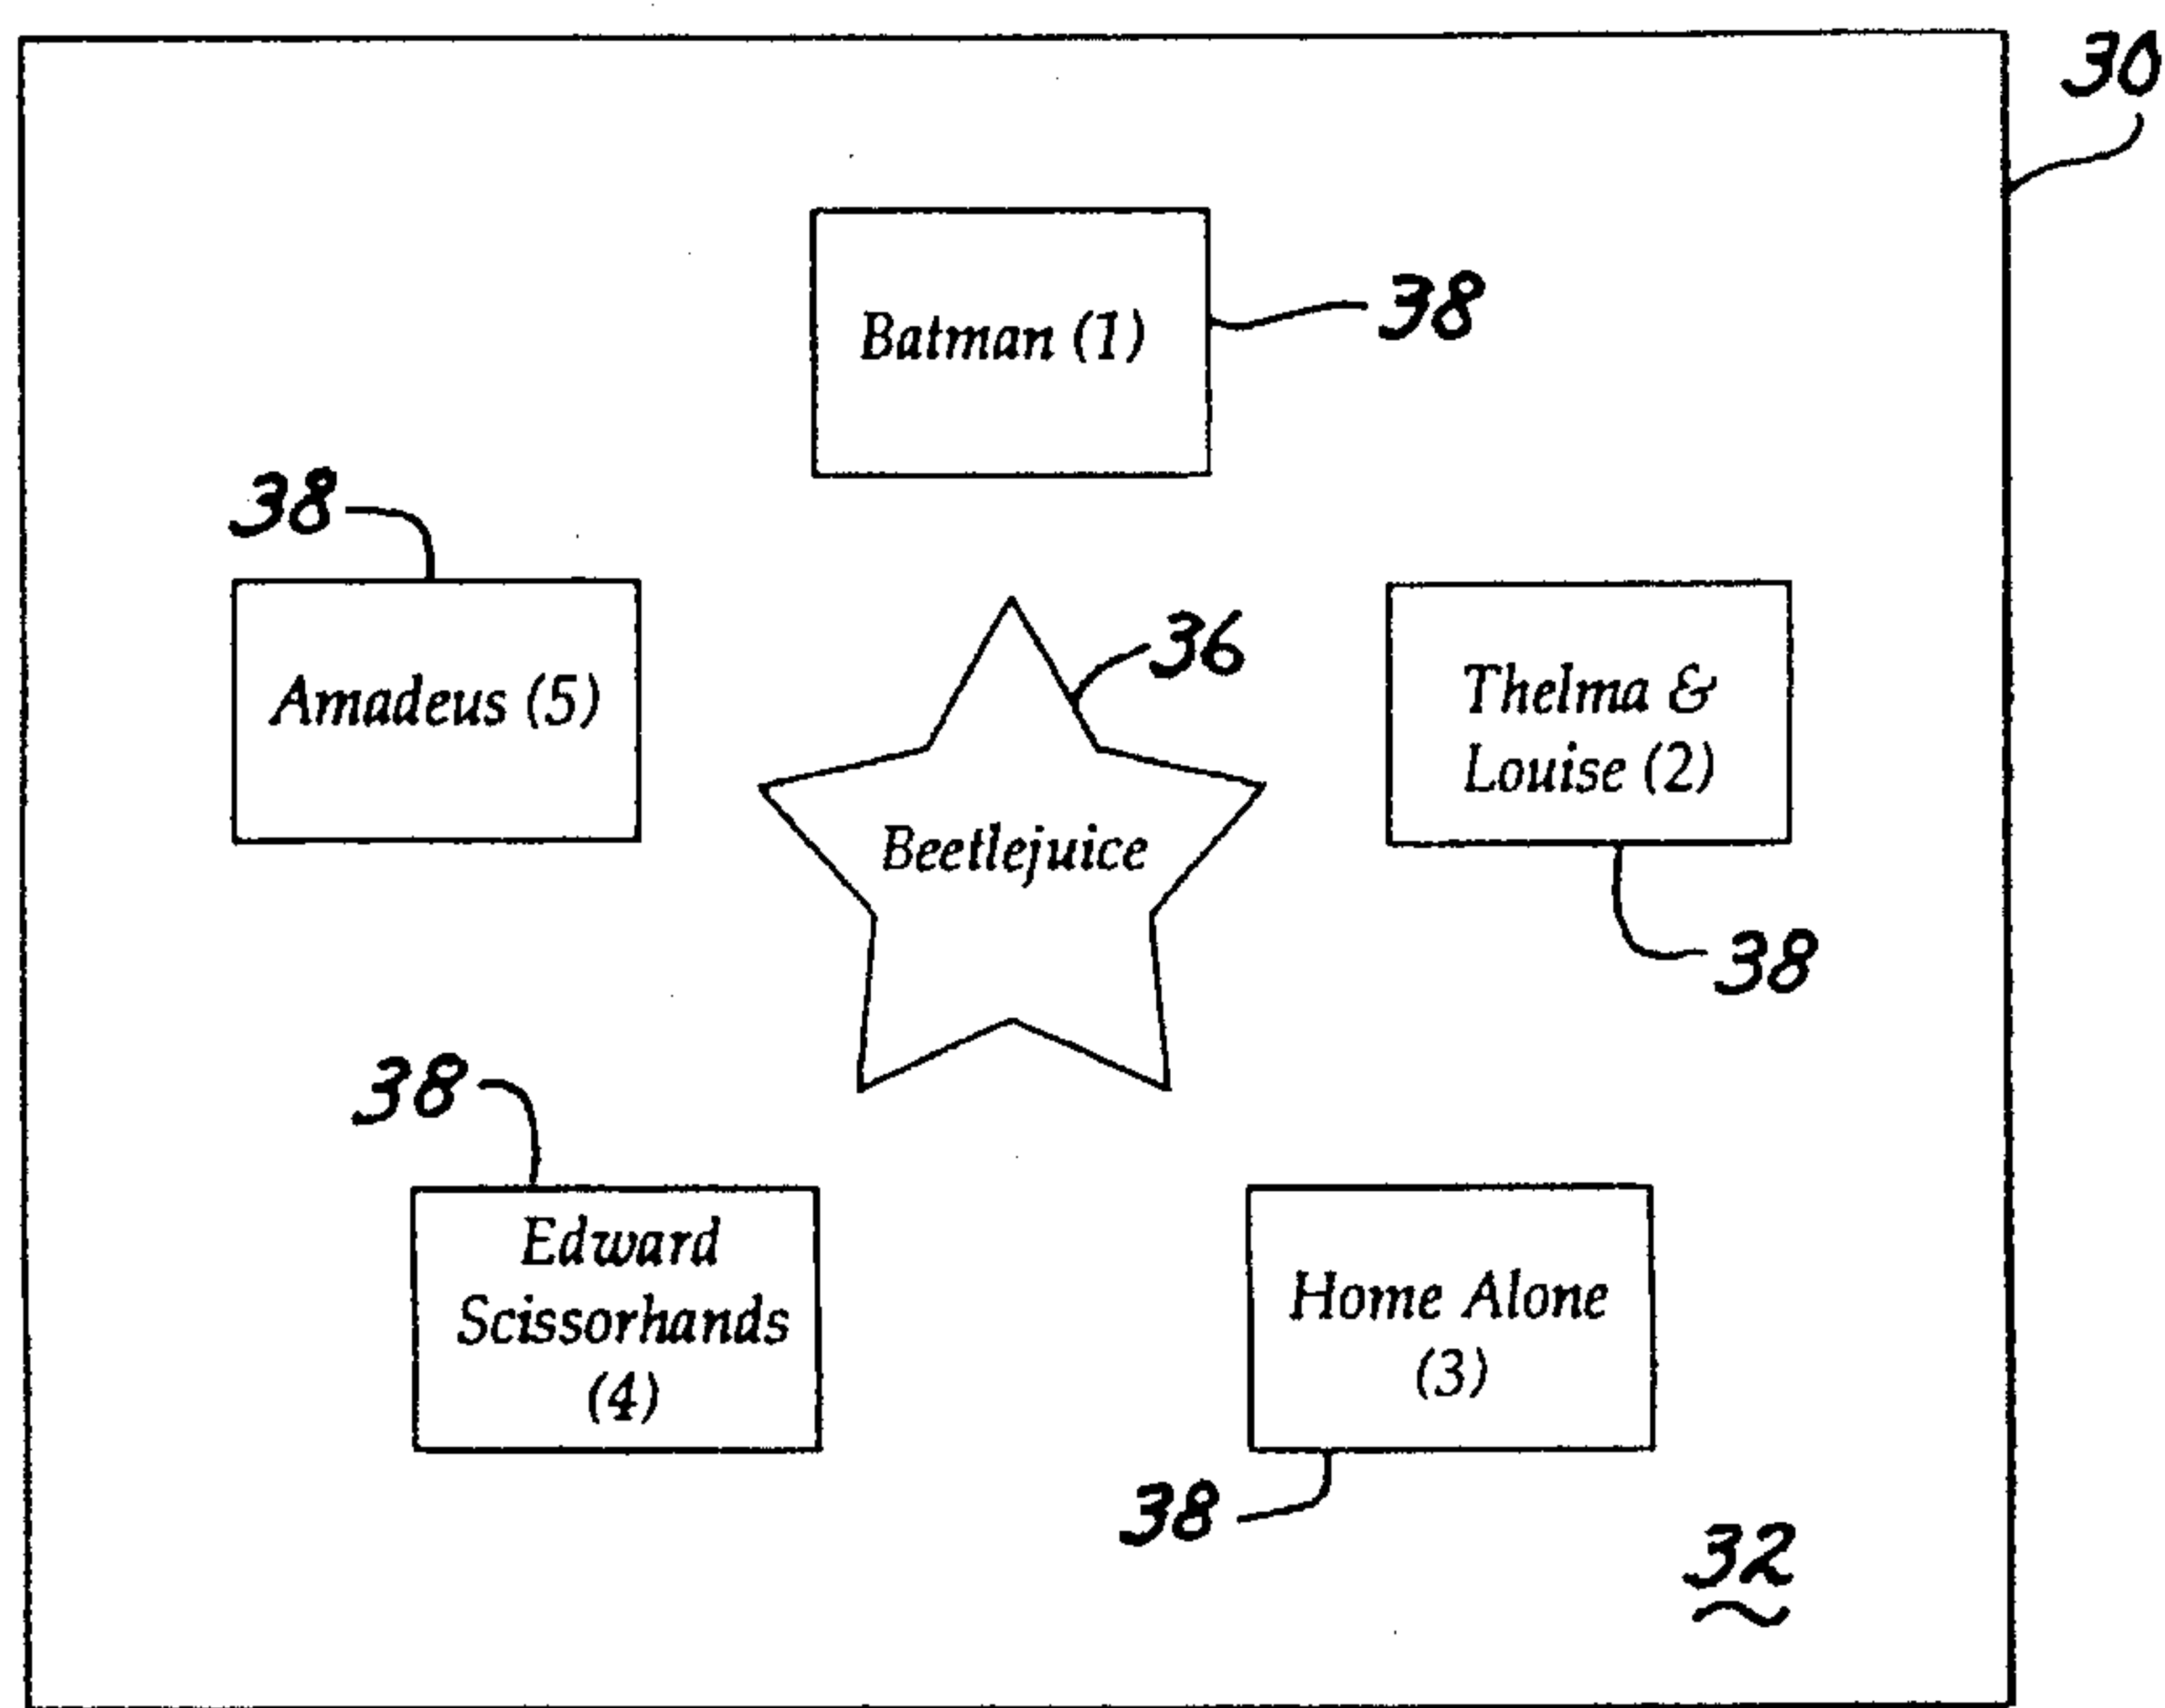 30
Batman (1)
38
38
Amadeus (5)
36
Thelma &
Louise (2)
Beetlejuice
38
38
Edward
Scissorhands
(4)
Home Alone
(3)
38
32